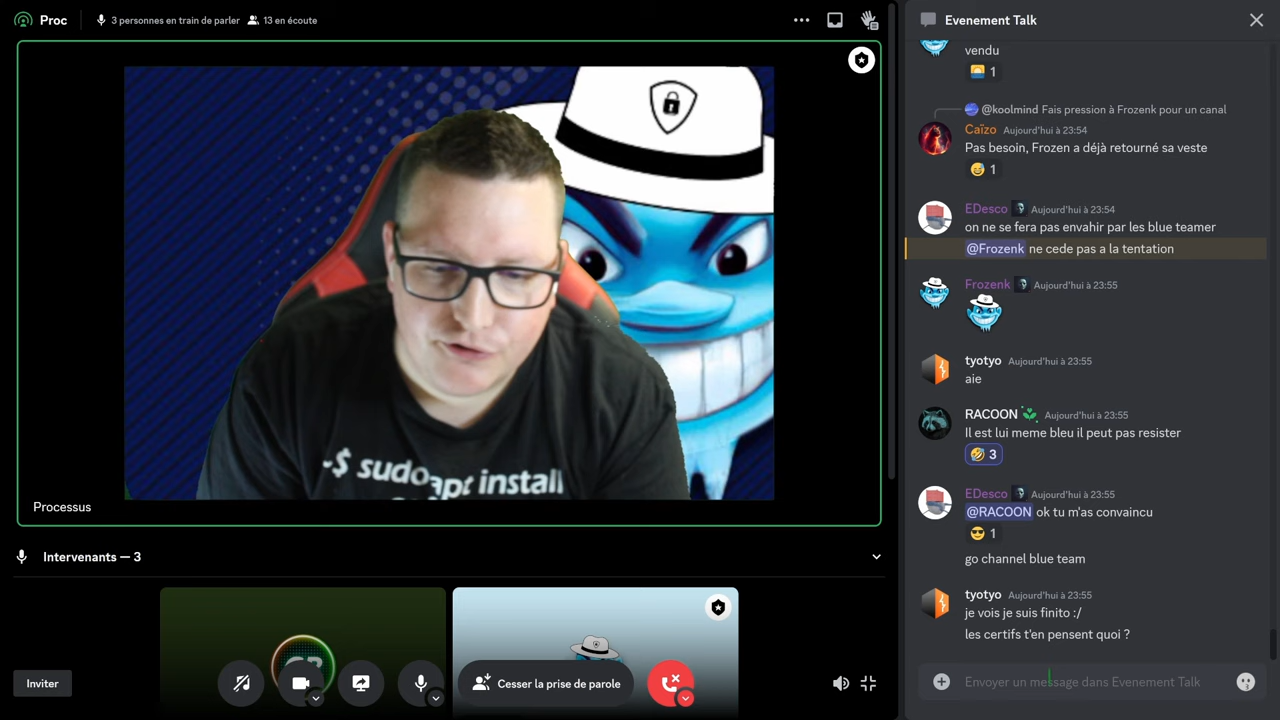 Proc
3 personnes en train de parler
13 en écoute
Evenement Talk
vendu
1
@koolmind Fais pression à Frozenk pour un canal
Caïzo Aujourd'hui à 23:54
Pas besoin, Frozen a déjà retourné sa veste
1
EDesco Aujourd'hui à 23:54
on ne se fera pas envahir par les blue teamer
@Frozenk ne cede pas a la tentation
Frozenk Aujourd'hui à 23:55
tyotyo Aujourd'hui à 23:55
aie
RACOON Aujourd'hui à 23:55
Il est lui meme bleu il peut pas resister
3
EDesco Aujourd'hui à 23:55
@RACOON ok tu m'as convaincu
1
go channel blue team
tyotyo Aujourd'hui à 23:55
je vois je suis finito :/
les certifs t'en pensent quoi ?
Envoyer un message dans Evenement Talk
~$ sudo apt install
Processus
Intervenants — 3
Inviter
Cesser la prise de parole